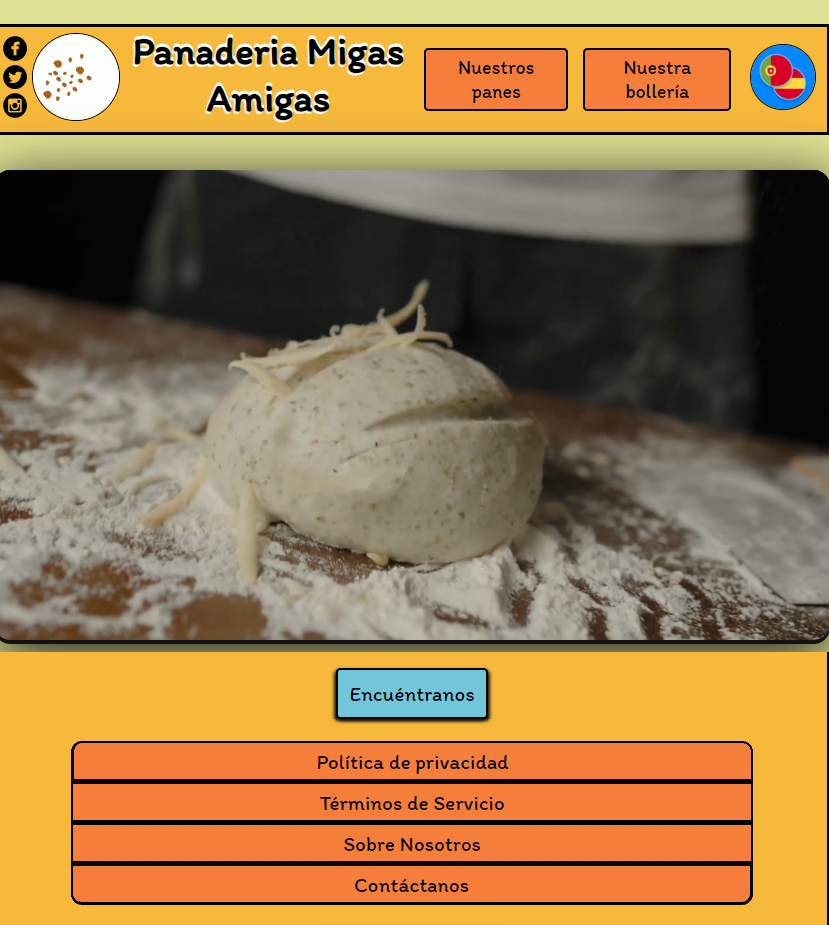 Panaderia Migas
Amigas
Nuestros
panes
Nuestra
bollería
Encuéntranos
Política de privacidad
Términos de Servicio
Sobre Nosotros
Contáctanos